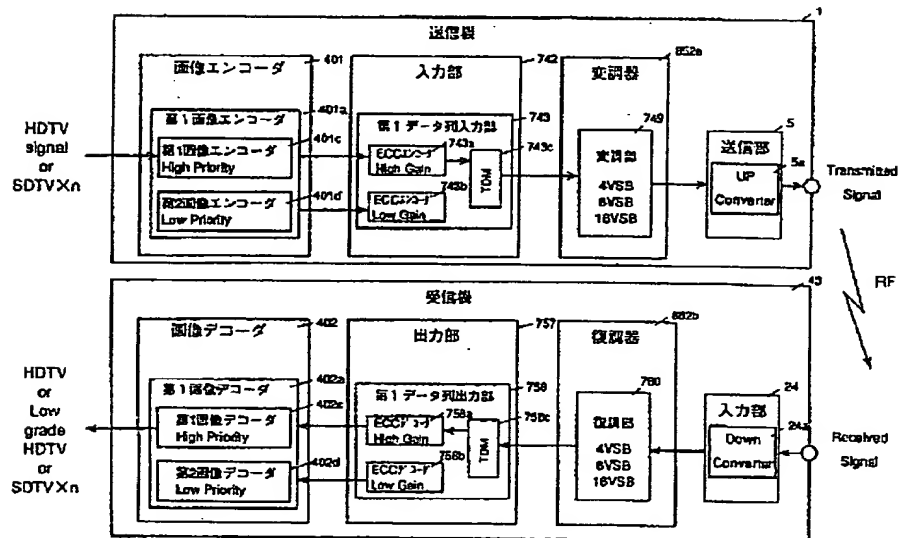 1
送信機
画像エンコーダ
401
入力部
742
変調器
852a
第1画像エンコーダ
401a
第1データ列入力部
743
749
HDTV
signal
or
SDTV×n
第1画像エンコーダ
High Priority
401c
ECCエンコーダ
High Gain
743a
TDM
743c
第2画像エンコーダ
Low Priority
401d
ECCエンコーダ
Low Gain
743b
変調部
4VSB
8VSB
16VSB
送信部
5
UP
Converter
5a
Transmitted
Signal
RF
受信機
43
画像デコーダ
402
出力部
757
復調器
852b
第1画像デコーダ
402a
第1データ列出力部
758
760
HDTV
or
Low
grade
HDTV
or
SDTV×n
第1画像デコーダ
High Priority
402c
ECCデコーダ
High Gain
758a
TDM
758c
第2画像デコーダ
Low Priority
402d
ECCデコーダ
Low Gain
758b
復調部
4VSB
8VSB
16VSB
入力部
24
Down
Converter
24a
Received
Signal